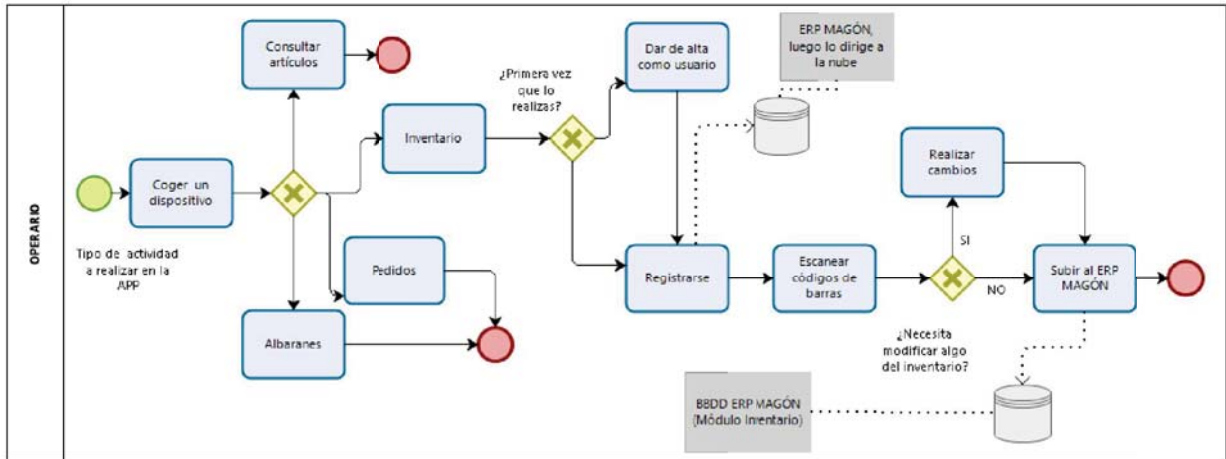 OPERARIO
Tipo de actividad
a realizar en la
APP
Coger un
dispositivo
Consultar
artículos
Inventario
Pedidos
Albaranes
¿Primera vez
que lo
realizas?
Dar de alta
como usuario
ERP MAGÓN,
luego lo dirige a
la nube
Registrarse
Escanear
códigos de
barras
¿Necesita
modificar algo
del inventario?
SI
NO
Realizar
cambios
Subir al ERP
MAGÓN
BBDD ERP MAGÓN
(Módulo Inventario)